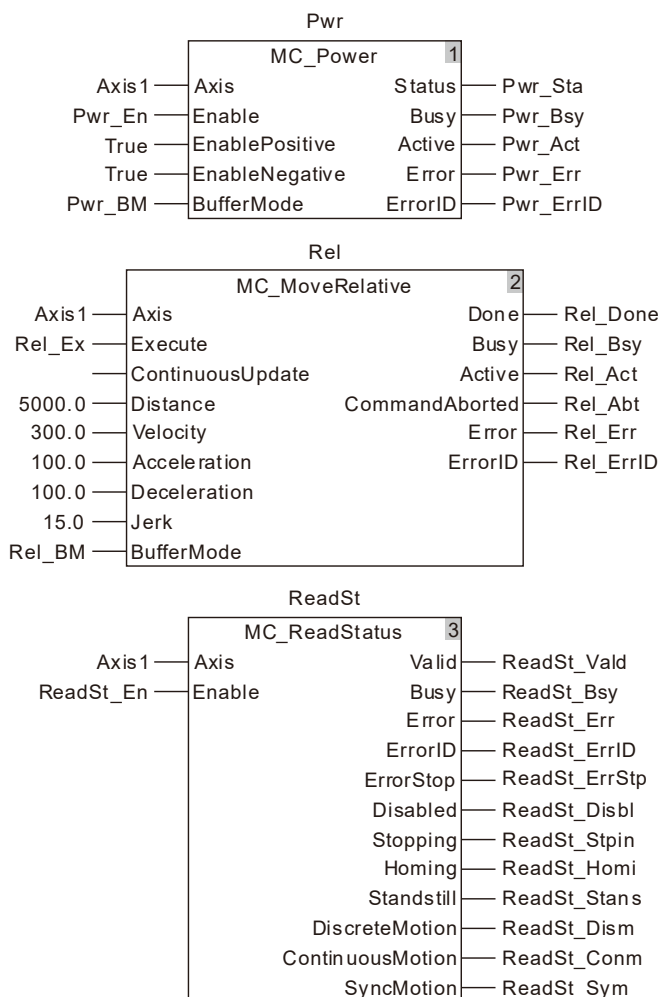 Pwr
MC_Power 1
Axis1 Axis Status Pwr_Sta
Pwr_En Enable Busy Pwr_Bsy
True EnablePositive Active Pwr_Act
True EnableNegative Error Pwr_Err
Pwr_BM BufferMode ErrorID Pwr_ErrID
Rel
MC_MoveRelative 2
Axis1 Axis Done Rel_Done
Rel_Ex Execute Busy Rel_Bsy
ContinuousUpdate Active Rel_Act
5000.0 Distance CommandAborted Rel_Abt
300.0 Velocity Error Rel_Err
100.0 Acceleration ErrorID Rel_ErrID
100.0 Deceleration
15.0 Jerk
Rel_BM BufferMode
ReadSt
MC_ReadStatus 3
Axis1 Axis Valid ReadSt_Vald
ReadSt_En Enable Busy ReadSt_Bsy
Error ReadSt_Err
ErrorID ReadSt_ErrID
ErrorStop ReadSt_ErrStp
Disabled ReadSt_Disbl
Stopping ReadSt_Stpin
Homing ReadSt_Homi
Standstill ReadSt_Stans
DiscreteMotion ReadSt_Dism
ContinuousMotion ReadSt_Conm
SyncMotion ReadSt_Sym